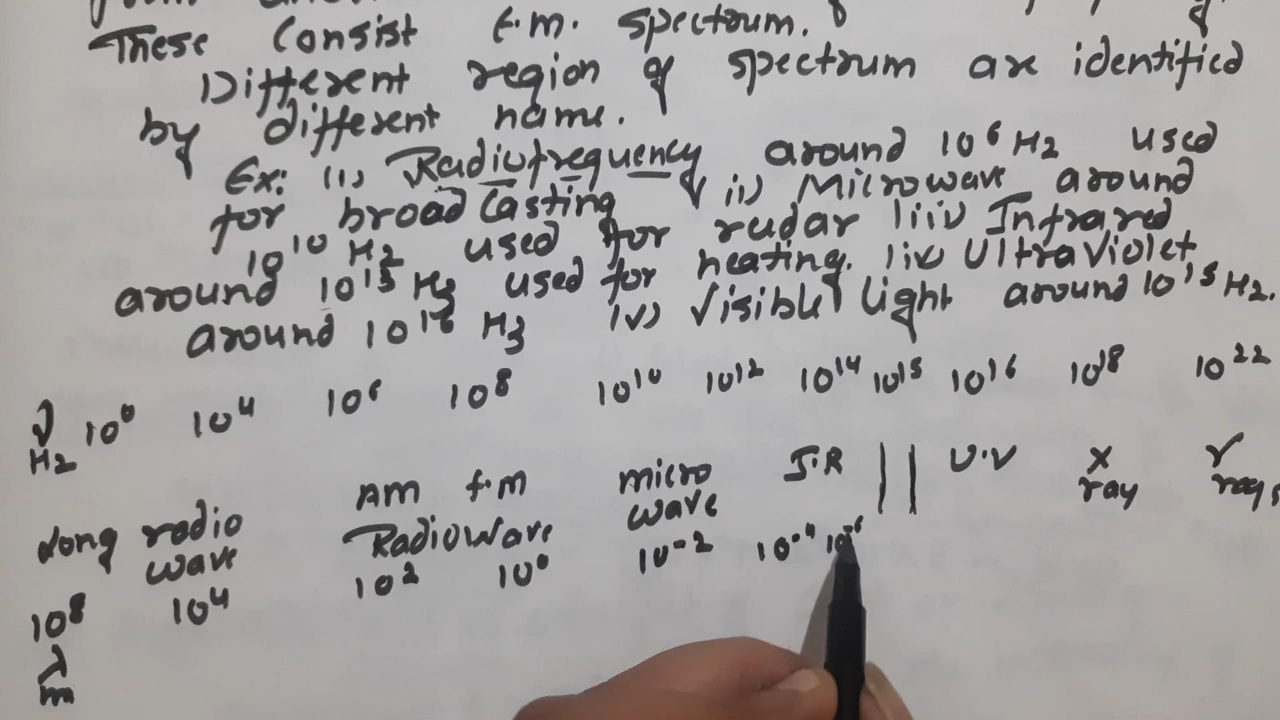 These consist E.m. spectrum.
Different region of spectrum are identified
by different name.
Ex: (i) Radiofrequency around 10⁶ Hz used
for broadcasting ii) Microwave around
10¹⁰ Hz used for radar (iii) Infrared
around 10¹³ Hz used for heating. (iv) Ultraviolet
around 10¹⁶ Hz (v) Visible light around 10¹⁵ Hz.
ν Hz 10⁰ 10⁴ 10⁶ 10⁸ 10¹⁰ 10¹² 10¹⁴ 10¹⁵ 10¹⁶ 10¹⁸ 10²²
Long radio wave AM f.m Radiowave micro wave I.R U.V X ray γ rays
10⁸ 10⁴ 10² 10⁰ 10⁻² 10⁻⁴ 10⁻⁶
λ
m